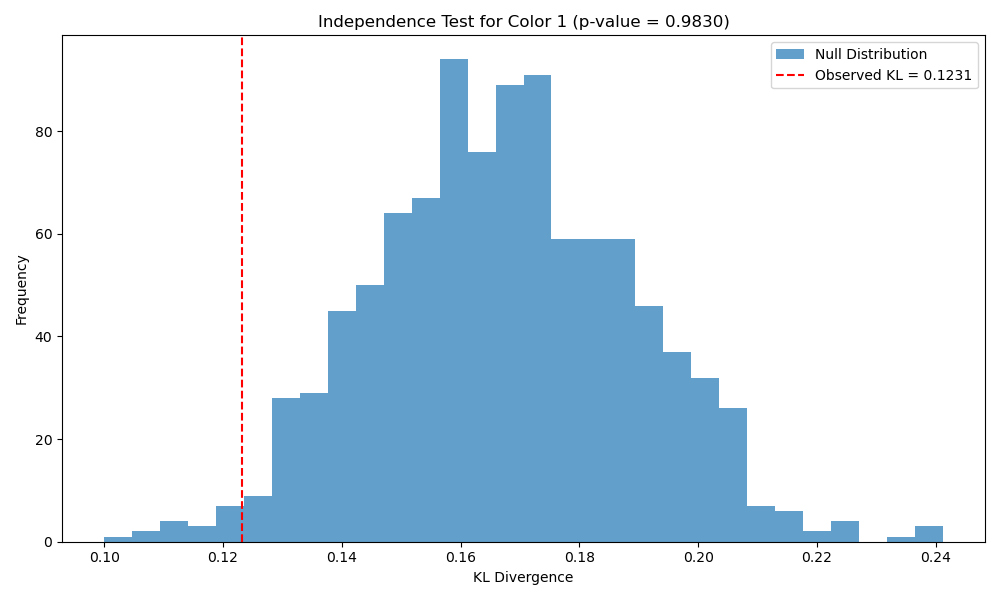 Independence Test for Color 1 (p-value = 0.9830)
Null Distribution
Observed KL = 0.1231
Frequency
80
60
40
20
0
0.10 0.12 0.14 0.16 0.18 0.20 0.22 0.24
KL Divergence